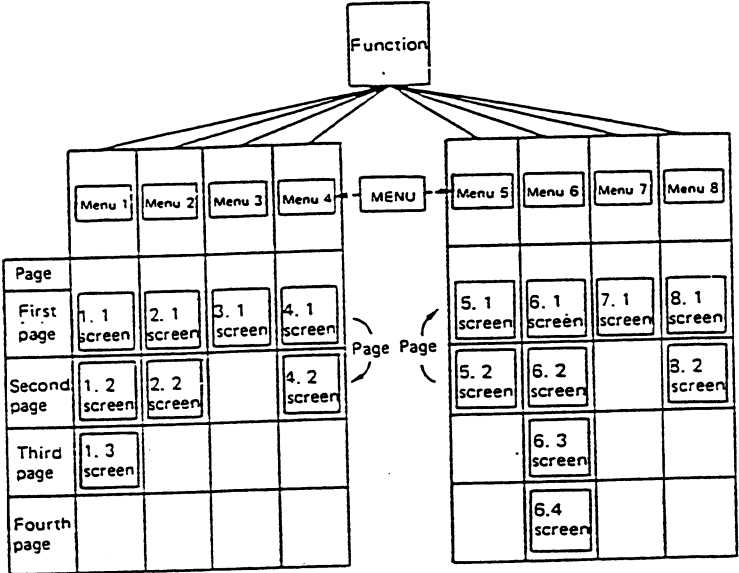 Function
Menu 1 Menu 2 Menu 3 Menu 4 MENU Menu 5 Menu 6 Menu 7 Menu 8
Page
First
page
1. 1
screen
2. 1
screen
3. 1
screen
4. 1
screen
5. 1
screen
6. 1
screen
7. 1
screen
8. 1
screen
Page Page
Second
page
1. 2
screen
2. 2
screen
4. 2
screen
5. 2
screen
6. 2
screen
8. 2
screen
Third
page
1. 3
screen
6. 3
screen
Fourth
page
6.4
screen